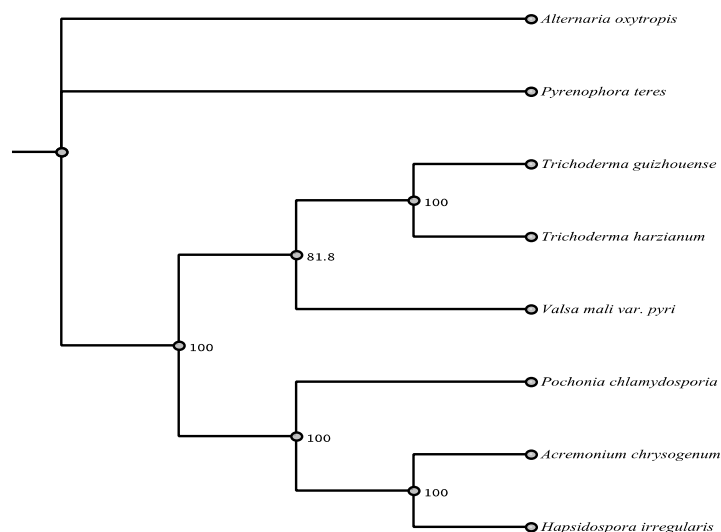 Alternaria oxytropis
Pyrenophora teres
Trichoderma guizhouense
100
Trichoderma harzianum
81.8
Valsa mali var. pyri
100
Pochonia chlamydosporia
100
Acremonium chrysogenum
100
Hapsidospora irregularis